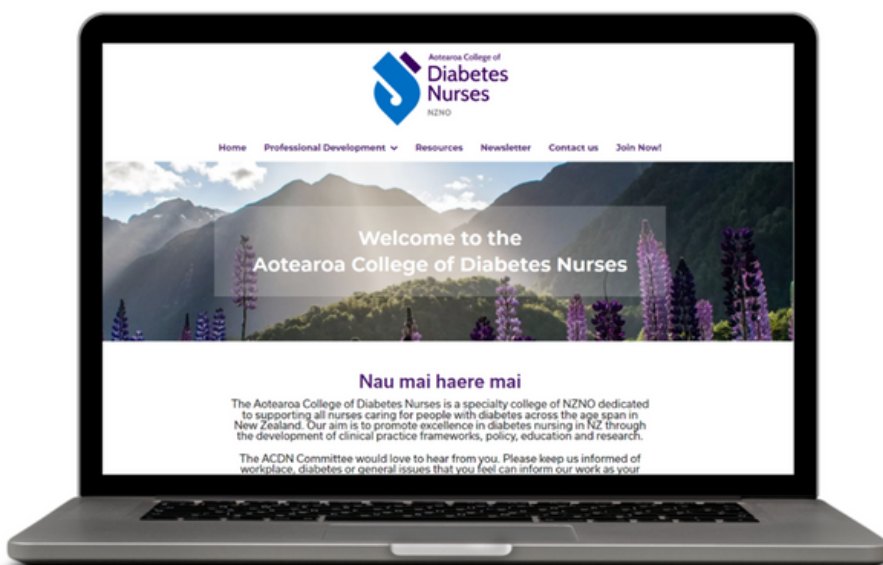 Aotearoa College of
Diabetes
Nurses
NZNO
Home Professional Development Resources Newsletter Contact us Join Now!
Welcome to the
Aotearoa College of Diabetes Nurses
Nau mai haere mai
The Aotearoa College of Diabetes Nurses is a specialty college of NZNO dedicated
to supporting all nurses caring for people with diabetes across the age span in
New Zealand. Our aim is to promote excellence in diabetes nursing in NZ through
the development of clinical practice frameworks, policy, education and research.
The ACDN Committee would love to hear from you. Please keep us informed of
workplace, diabetes or general issues that you feel can inform our work as your